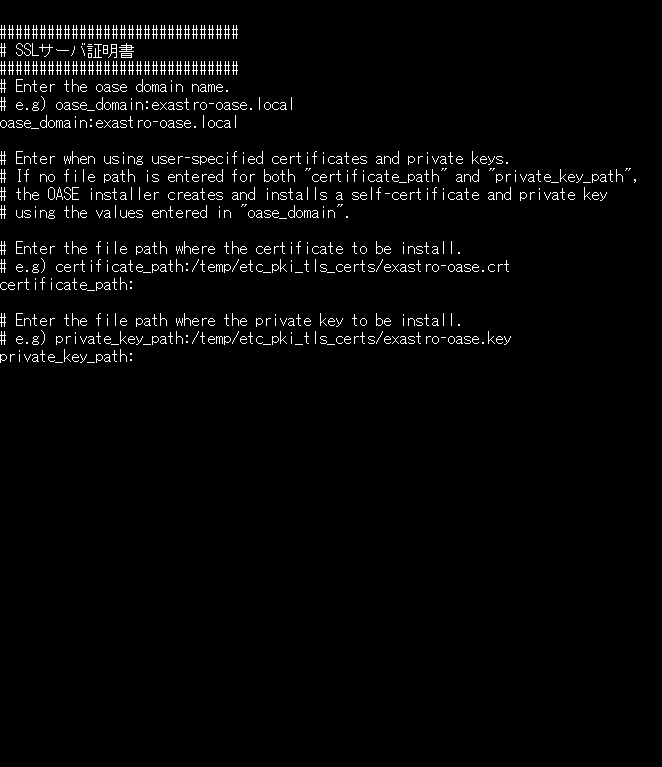 ##############################
# SSLサーバ証明書
##############################
# Enter the oase domain name.
# e.g) oase_domain:exastro-oase.local
oase_domain:exastro-oase.local
# Enter when using user-specified certificates and private keys.
# If no file path is entered for both "certificate_path" and "private_key_path",
# the OASE installer creates and installs a self-certificate and private key
# using the values entered in "oase_domain".
# Enter the file path where the certificate to be install.
# e.g) certificate_path:/temp/etc_pki_tls_certs/exastro-oase.crt
certificate_path:
# Enter the file path where the private key to be install.
# e.g) private_key_path:/temp/etc_pki_tls_certs/exastro-oase.key
private_key_path: